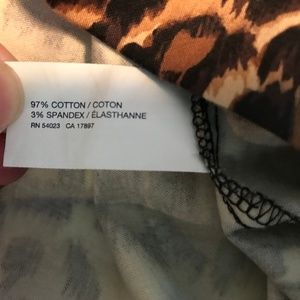 97% COTTON / COTON
3% SPANDEX / ÉLASTHANNE
RN 54023 CA 17897